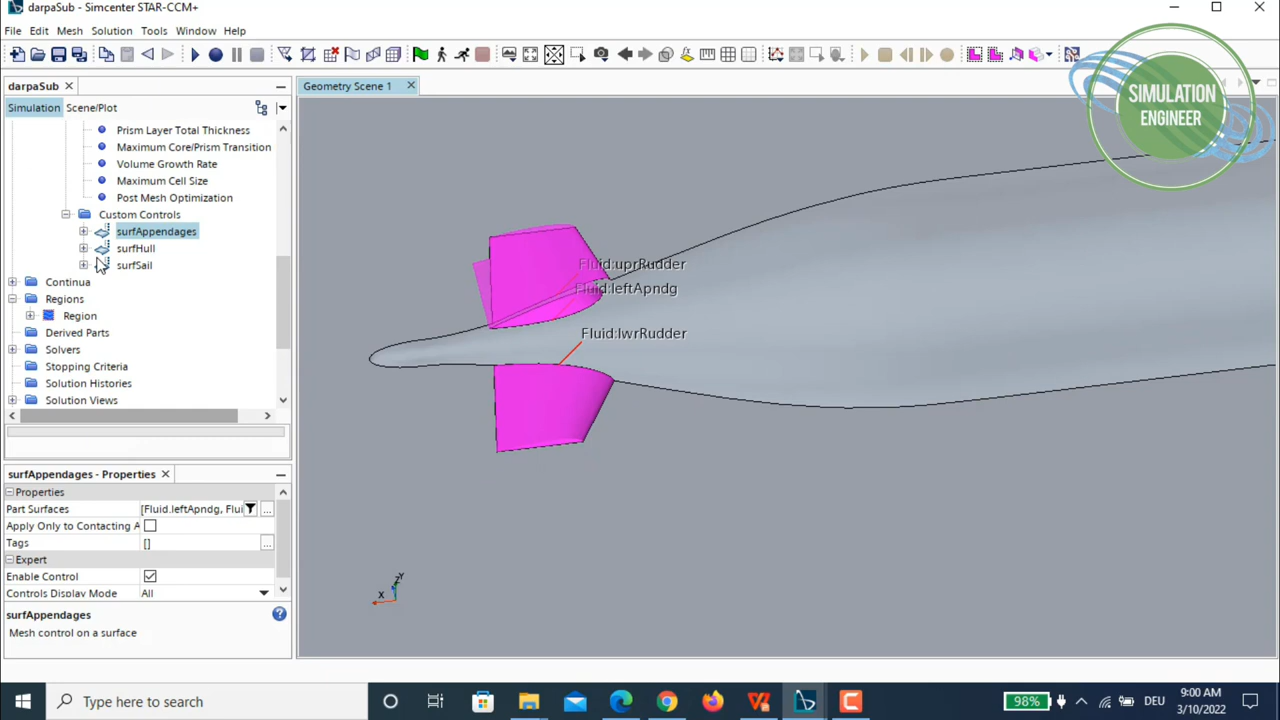 darpaSub - Simcenter STAR-CCM+
File Edit Mesh Solution Tools Window Help
darpaSub
Geometry Scene 1
SIMULATION
ENGINEER
Simulation Scene/Plot
Prism Layer Total Thickness
Maximum Core/Prism Transition
Volume Growth Rate
Maximum Cell Size
Post Mesh Optimization
Custom Controls
surfAppendages
surfHull
surfSail
Continua
Regions
Region
Derived Parts
Solvers
Stopping Criteria
Solution Histories
Solution Views
Fluid:uprRudder
Fluid:leftApndg
Fluid:lwrRudder
surfAppendages - Properties
Properties
Part Surfaces [Fluid.leftApndg, Flui ...
Apply Only to Contacting A
Tags [] ...
Expert
Enable Control
Controls Display Mode All
surfAppendages
Mesh control on a surface
X Z Y
Type here to search
98%
DEU
9:00 AM
3/10/2022